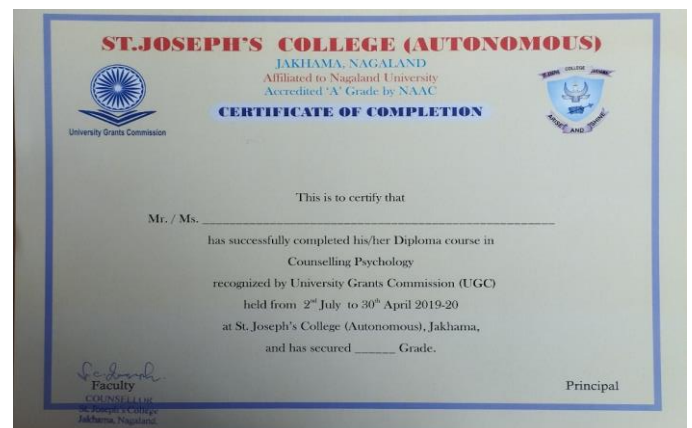 ST.JOSEPH'S COLLEGE (AUTONOMOUS)
JAKHAMA, NAGALAND
Affiliated to Nagaland University
Accredited 'A' Grade by NAAC
CERTIFICATE OF COMPLETION
University Grants Commission
COLLEGE
ARISE AND SHINE
This is to certify that
Mr. / Ms.
has successfully completed his/her Diploma course in
Counselling Psychology
recognized by University Grants Commission (UGC)
held from 2nd July to 30th April 2019-20
at St. Joseph's College (Autonomous), Jakhama,
and has secured ______ Grade.
Faculty
Principal
COUNSELLOR
St. Joseph's College
Jakhama, Nagaland.